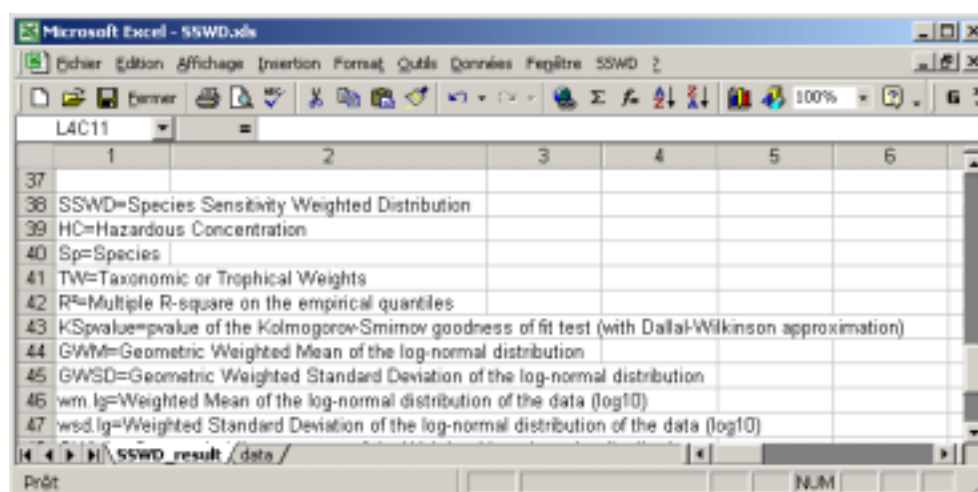 Microsoft Excel - SSWD.xls
Fichier Edition Affichage Insertion Format Outils Données Fenêtre SSWD ?
Fermer 100% G
L4C11 =
1 2 3 4 5 6
37
38 SSWD=Species Sensitivity Weighted Distribution
39 HC=Hazardous Concentration
40 Sp=Species
41 TW=Taxonomic or Trophical Weights
42 R²=Multiple R-square on the empirical quantiles
43 KSpvalue=pvalue of the Kolmogorov-Smirnov goodness of fit test (with Dallal-Wilkinson approximation)
44 GWM=Geometric Weighted Mean of the log-normal distribution
45 GWSD=Geometric Weighted Standard Deviation of the log-normal distribution
46 wm.lg=Weighted Mean of the log-normal distribution of the data (log10)
47 wsd.lg=Weighted Standard Deviation of the log-normal distribution of the data (log10)
SSWD_result data
Prêt NUM